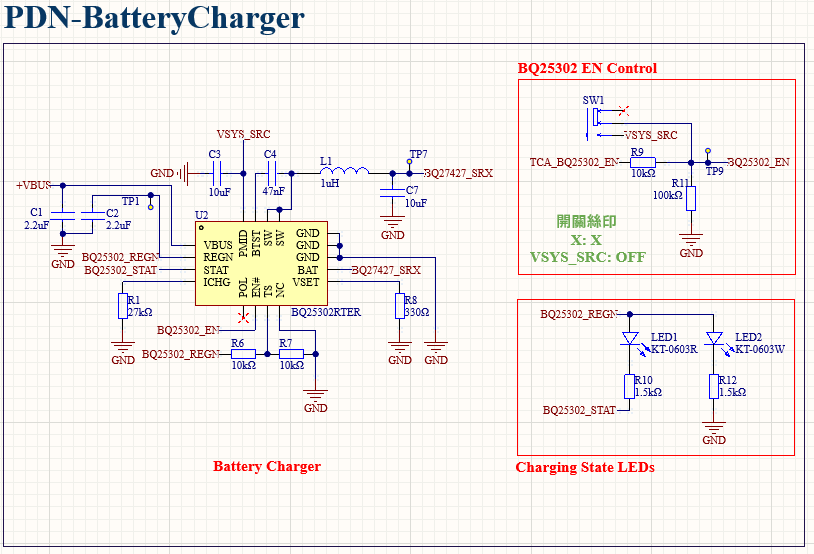 PDN-BatteryCharger
BQ25302 EN Control
SW1
VSYS_SRC
VSYS_SRC
TP7
C3
C4
L1
GND
10uF
47nF
1uH
BQ27427_SRX
C7
10uF
GND
R9
TCA_BQ25302_EN
10kΩ
TP9
BQ25302_EN
R11
100kΩ
GND
開關絲印
X: X
VSYS_SRC: OFF
+VBUS
TP1
C1
2.2uF
C2
2.2uF
GND
U2
PMID
BTST
SW
SW
GND
GND
GND
VBUS
REGN
STAT
ICHG
BAT
VSET
POL
EN#
TS
NC
BQ25302_REGN
BQ25302_STAT
BQ27427_SRX
BQ25302RTER
R1
27kΩ
GND
R8
330Ω
GND
GND
BQ25302_EN
BQ25302_REGN
R6
10kΩ
R7
10kΩ
GND
Battery Charger
BQ25302_REGN
LED1
KT-0603R
LED2
KT-0603W
R10
1.5kΩ
R12
1.5kΩ
BQ25302_STAT
GND
Charging State LEDs